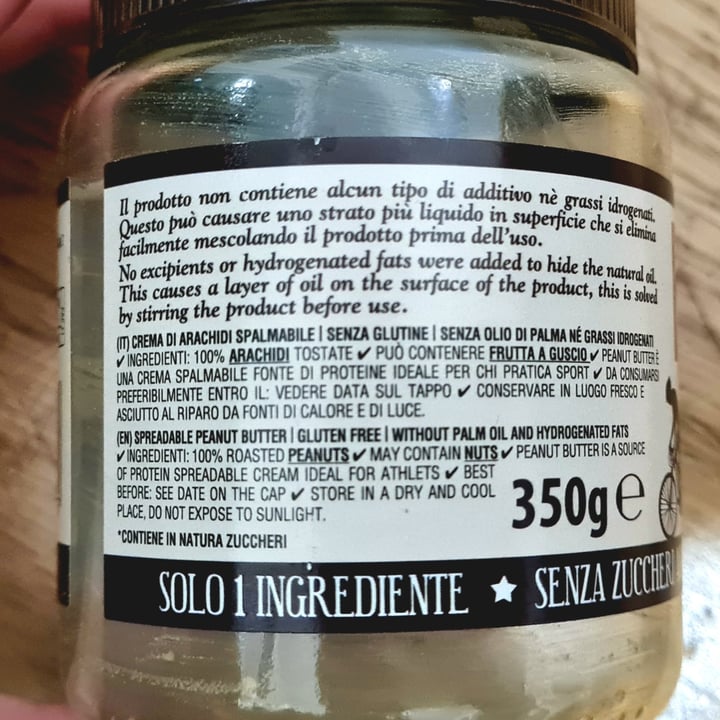 Il prodotto non contiene alcun tipo di additivo nè grassi idrogenati.
Questo può causare uno strato più liquido in superficie che si elimina
facilmente mescolando il prodotto prima dell'uso.
No excipients or hydrogenated fats were added to hide the natural oil.
This causes a layer of oil on the surface of the product, this is solved
by stirring the product before use.
(IT) CREMA DI ARACHIDI SPALMABILE | SENZA GLUTINE | SENZA OLIO DI PALMA NÉ GRASSI IDROGENATI
✔ INGREDIENTI: 100% ARACHIDI TOSTATE ✔ PUÒ CONTENERE FRUTTA A GUSCIO ✔ PEANUT BUTTER È
UNA CREMA SPALMABILE FONTE DI PROTEINE IDEALE PER CHI PRATICA SPORT ✔ DA CONSUMARSI
PREFERIBILMENTE ENTRO IL: VEDERE DATA SUL TAPPO ✔ CONSERVARE IN LUOGO FRESCO E
ASCIUTTO AL RIPARO DA FONTI DI CALORE E DI LUCE.
(EN) SPREADABLE PEANUT BUTTER | GLUTEN FREE | WITHOUT PALM OIL AND HYDROGENATED FATS
✔ INGREDIENTI: 100% ROASTED PEANUTS ✔ MAY CONTAIN NUTS ✔ PEANUT BUTTER IS A SOURCE
OF PROTEIN SPREADABLE CREAM IDEAL FOR ATHLETS ✔ BEST
BEFORE: SEE DATE ON THE CAP ✔ STORE IN A DRY AND COOL
PLACE, DO NOT EXPOSE TO SUNLIGHT.
350g ℮
*CONTIENE IN NATURA ZUCCHERI
SOLO 1 INGREDIENTE ★ SENZA ZUCCHERI